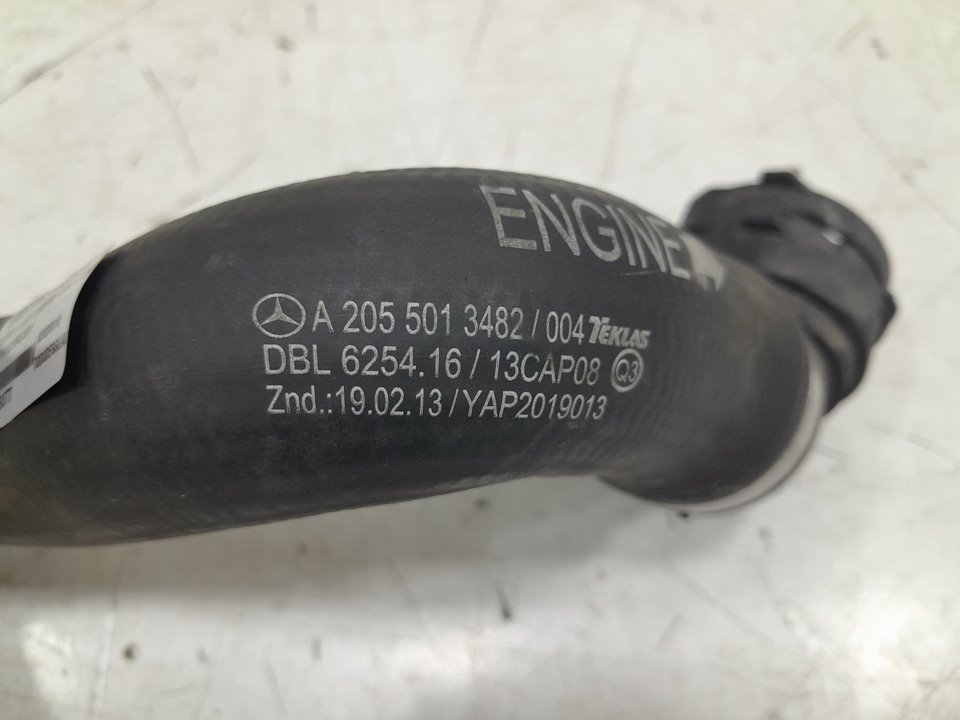 ENGINE
A 205 501 3482 / 004 TEKLAS
DBL 6254.16 / 13CAP08 Q3
Znd.:19.02.13 / YAP2019013